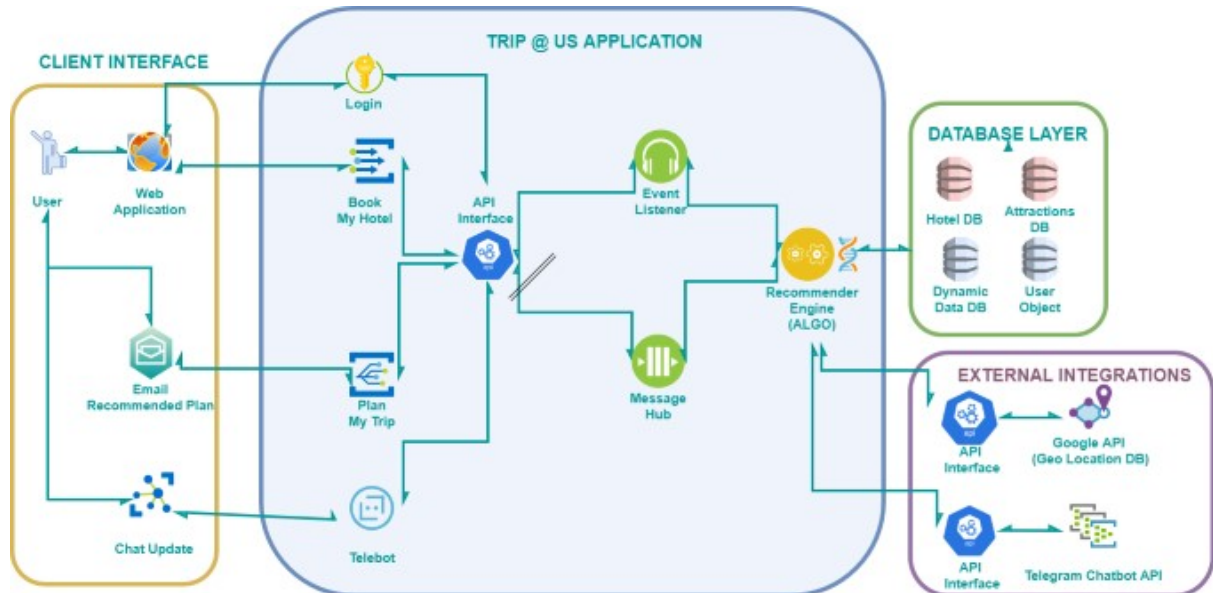 TRIP @ US APPLICATION
CLIENT INTERFACE
Login
User
Web
Application
Book
My Hotel
API
Interface
Event
Listener
DATABASE LAYER
Hotel DB
Attractions
DB
Dynamic
Data DB
User
Object
Recommender
Engine
(ALGO)
Email
Recommended Plan
Plan
My Trip
Message
Hub
EXTERNAL INTEGRATIONS
API
Interface
Google API
(Geo Location DB)
Chat Update
Telebot
API
Interface
Telegram Chatbot API